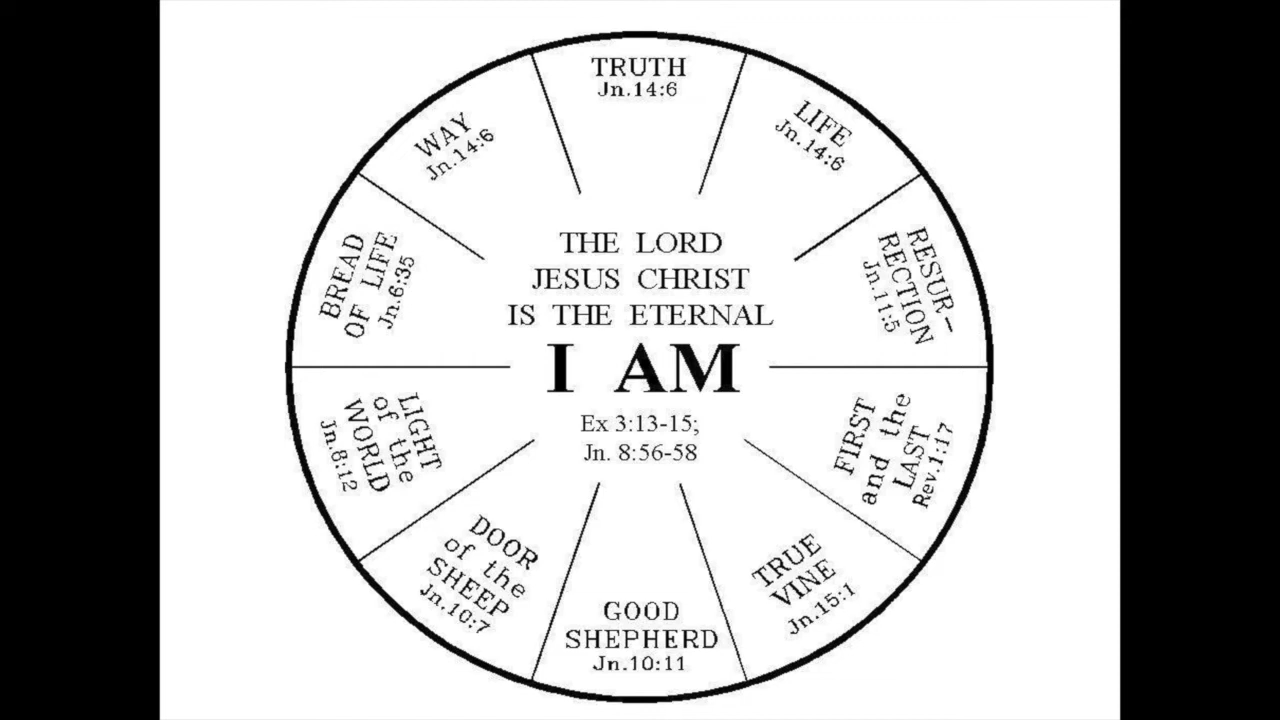 TRUTH
Jn.14:6
LIFE
Jn.14:6
RESUR-
RECTION
Jn.11:5
FIRST
and the
LAST
Rev.1:17
TRUE
VINE
Jn.15:1
GOOD
SHEPHERD
Jn.10:11
DOOR
of the
SHEEP
Jn.10:7
LIGHT
of the
WORLD
Jn.8:12
BREAD
OF LIFE
Jn.6:35
WAY
Jn.14:6
THE LORD
JESUS CHRIST
IS THE ETERNAL
I AM
Ex 3:13-15;
Jn. 8:56-58